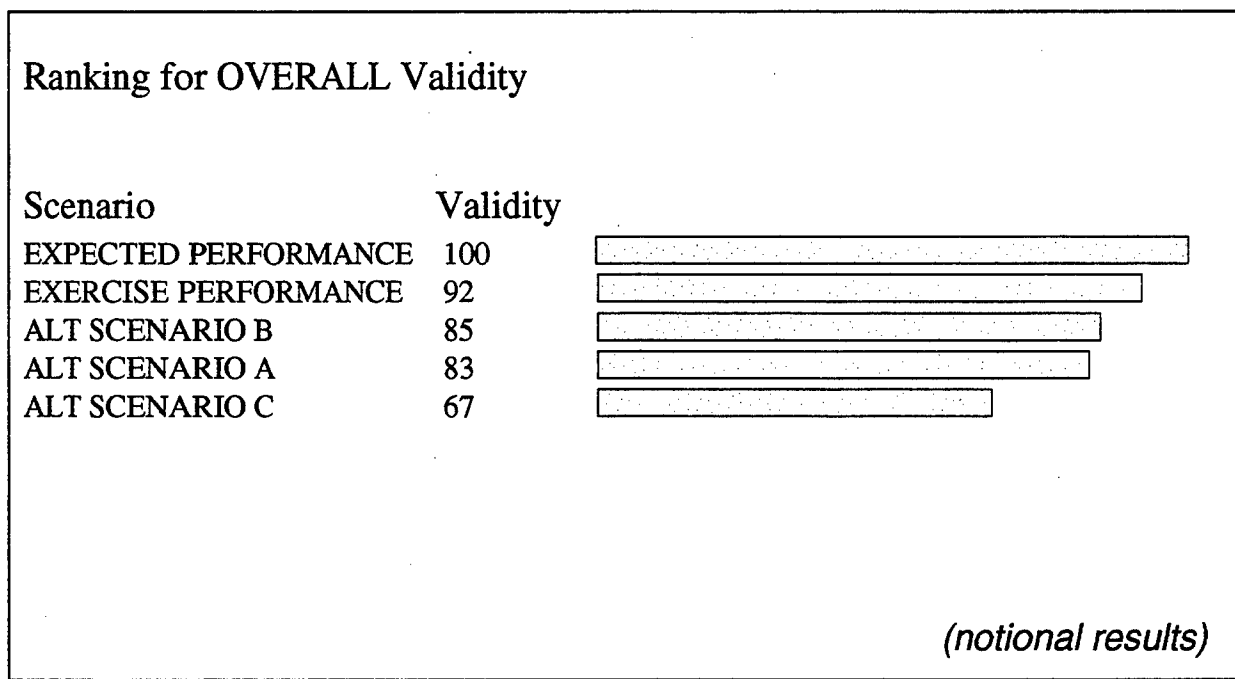 Ranking for OVERALL Validity
Scenario Validity
EXPECTED PERFORMANCE 100
EXERCISE PERFORMANCE 92
ALT SCENARIO B 85
ALT SCENARIO A 83
ALT SCENARIO C 67
(notional results)